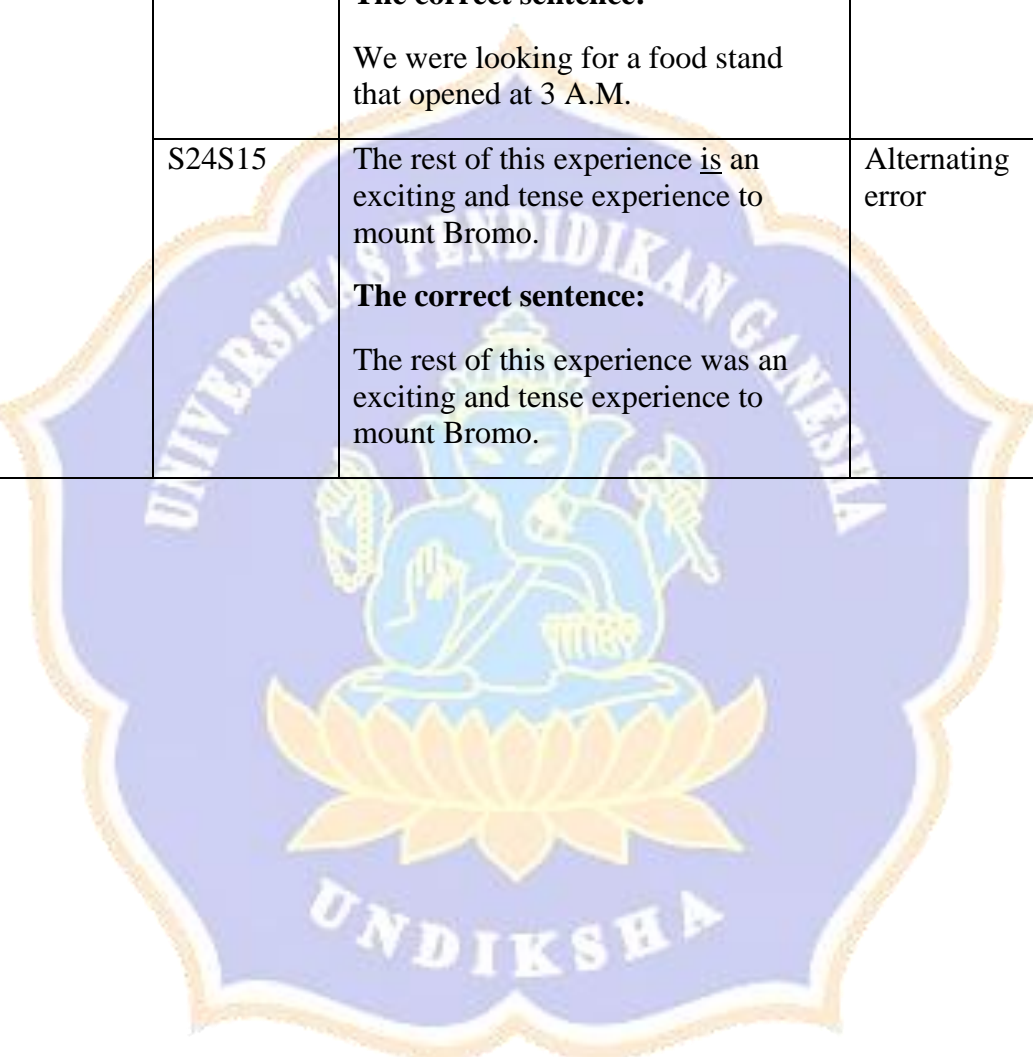 The correct sentence:
We were looking for a food stand
that opened at 3 A.M.
S24S15
The rest of this experience is an
exciting and tense experience to
mount Bromo.
Alternating
error
The correct sentence:
The rest of this experience was an
exciting and tense experience to
mount Bromo.
UNIVERSITAS PENDIDIKAN GANESHA
UNDIKSHA